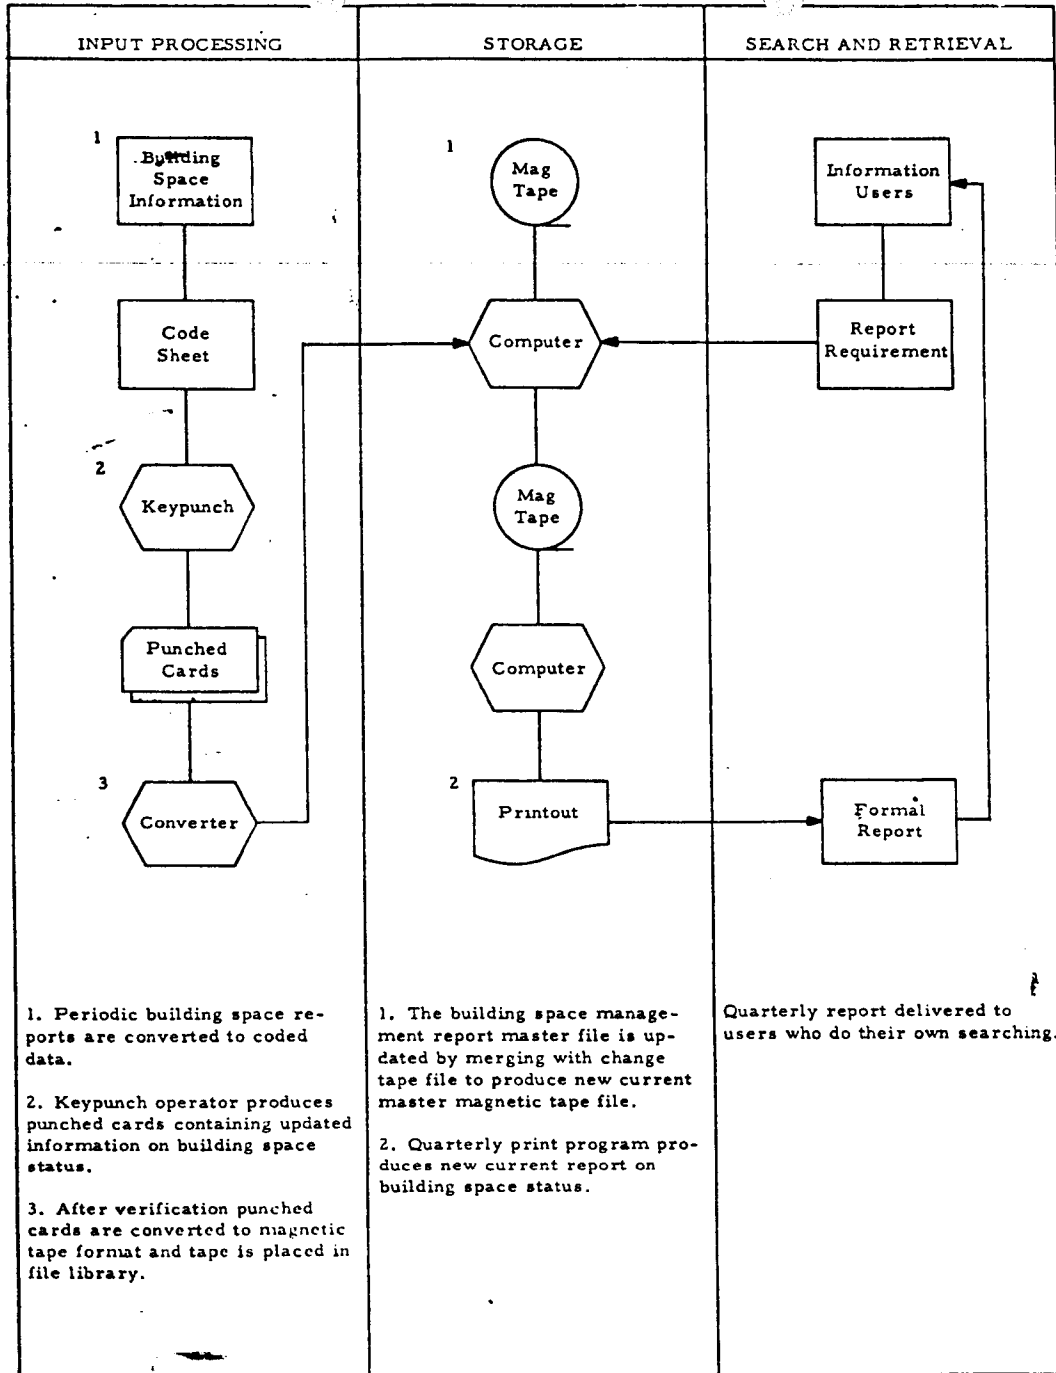 INPUT PROCESSING
STORAGE
SEARCH AND RETRIEVAL
1
Building
Space
Information
Code
Sheet
2
Keypunch
Punched
Cards
3
Converter
1. Periodic building space re-
ports are converted to coded
data.
2. Keypunch operator produces
punched cards containing updated
information on building space
status.
3. After verification punched
cards are converted to magnetic
tape format and tape is placed in
file library.
1
Mag
Tape
Computer
Mag
Tape
Computer
2
Printout
1. The building space manage-
ment report master file is up-
dated by merging with change
tape file to produce new current
master magnetic tape file.
2. Quarterly print program pro-
duces new current report on
building space status.
Information
Users
Report
Requirement
Formal
Report
Quarterly report delivered to
users who do their own searching.